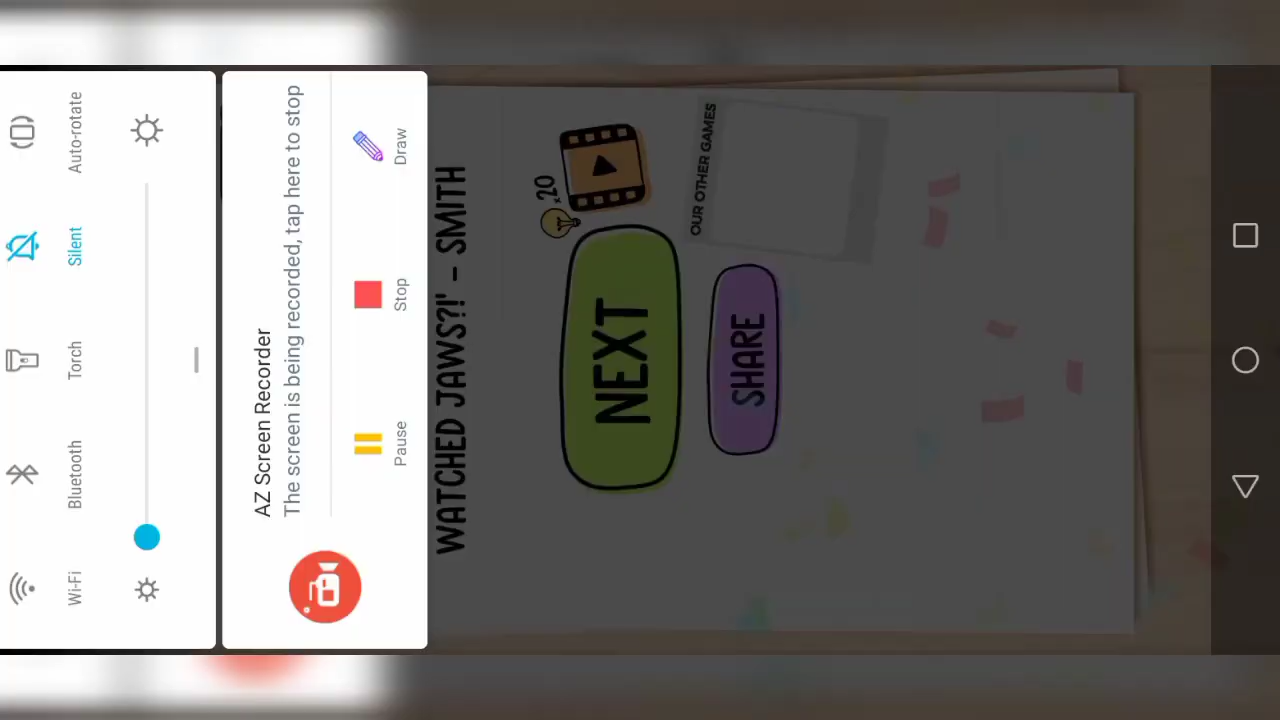 Wi-Fi
Bluetooth
Torch
Silent
Auto-rotate
AZ Screen Recorder
The screen is being recorded, tap here to stop
Pause
Stop
Draw
WATCHED JAWS?!' - SMITH
x20
NEXT
OUR OTHER GAMES
SHARE